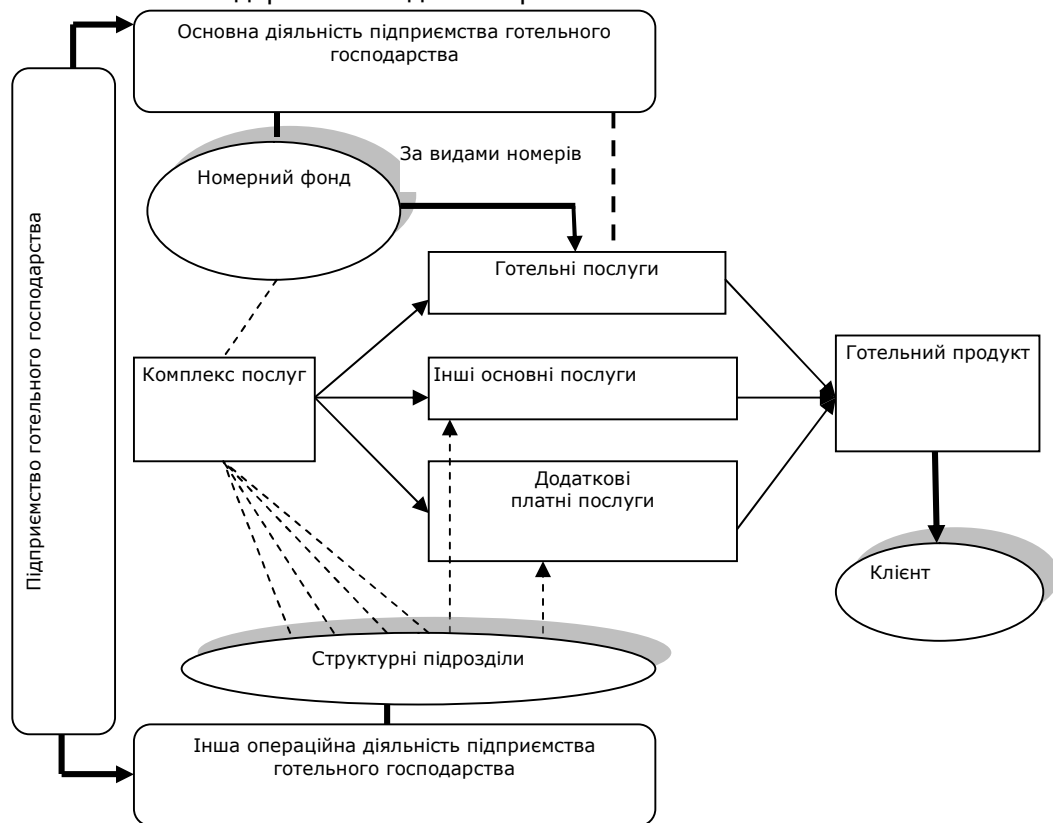 Основна діяльність підприємства готельного
господарства
За видами номерів
Номерний фонд
Підприємство готельного господарства
Готельні послуги
Комплекс послуг
Інші основні послуги
Готельний продукт
Додаткові
платні послуги
Клієнт
Структурні підрозділи
Інша операційна діяльність підприємства
готельного господарства